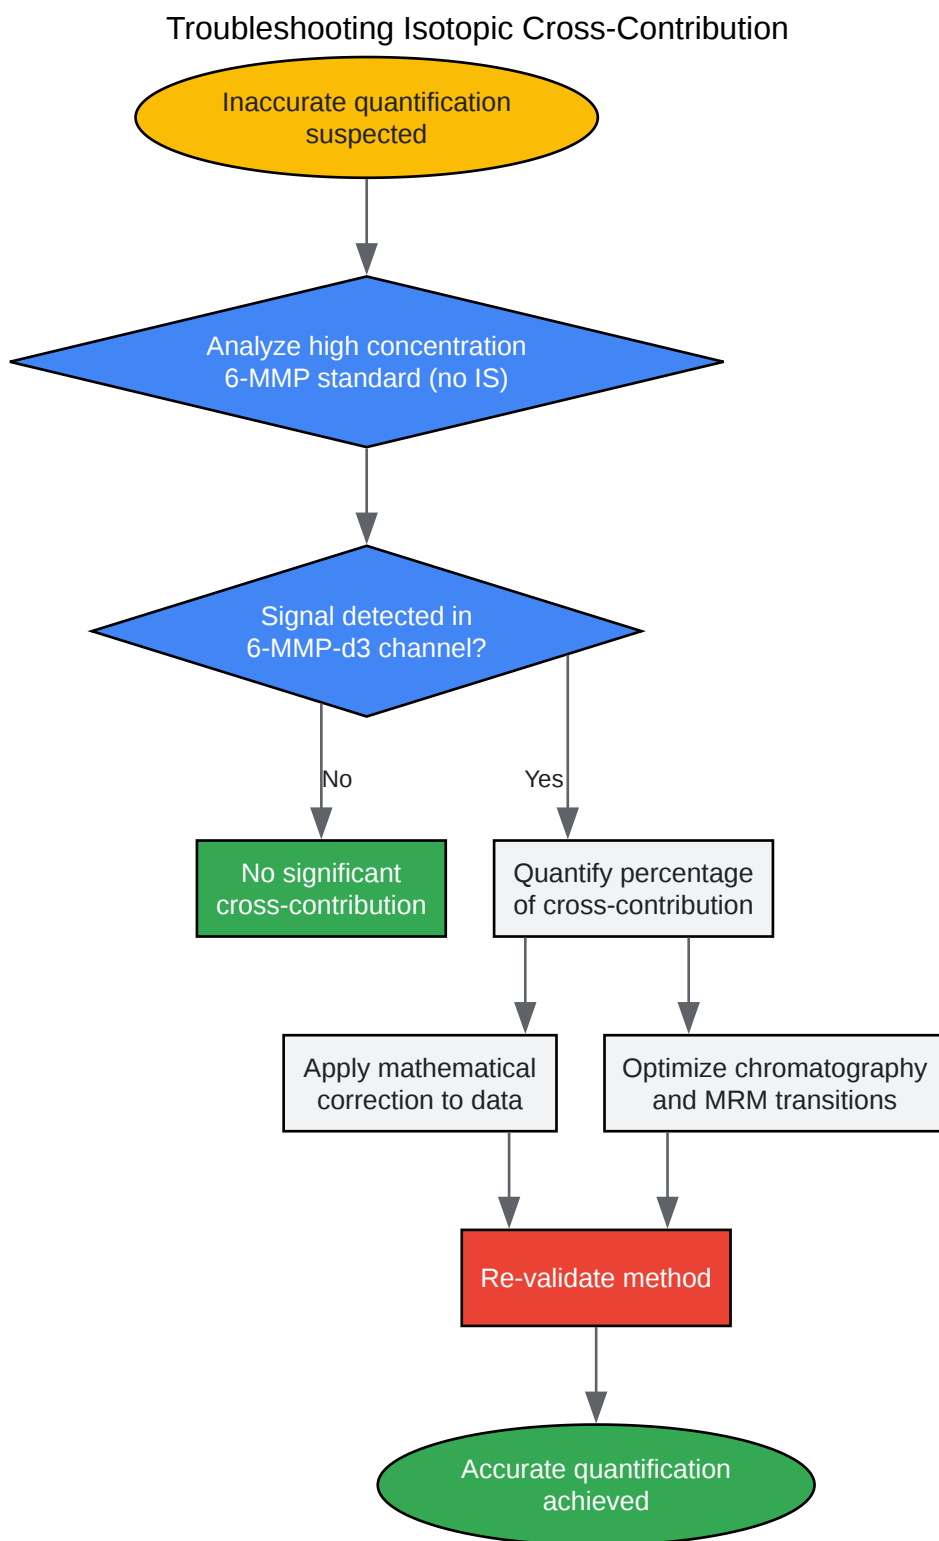 Troubleshooting Isotopic Cross-Contribution
Inaccurate quantification
suspected
Analyze high concentration
6-MMP standard (no IS)
Signal detected in
6-MMP-d3 channel?
No
Yes
No significant
cross-contribution
Quantify percentage
of cross-contribution
Apply mathematical
correction to data
Optimize chromatography
and MRM transitions
Re-validate method
Accurate quantification
achieved